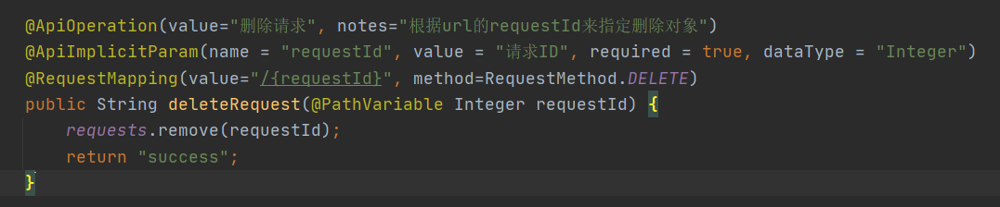 @ApiOperation(value="删除请求", notes="根据url的requestId来指定删除对象")
@ApiImplicitParam(name = "requestId", value = "请求ID", required = true, dataType = "Integer")
@RequestMapping(value="/{requestId}", method=RequestMethod.DELETE)
public String deleteRequest(@PathVariable Integer requestId) {
    requests.remove(requestId);
    return "success";
}